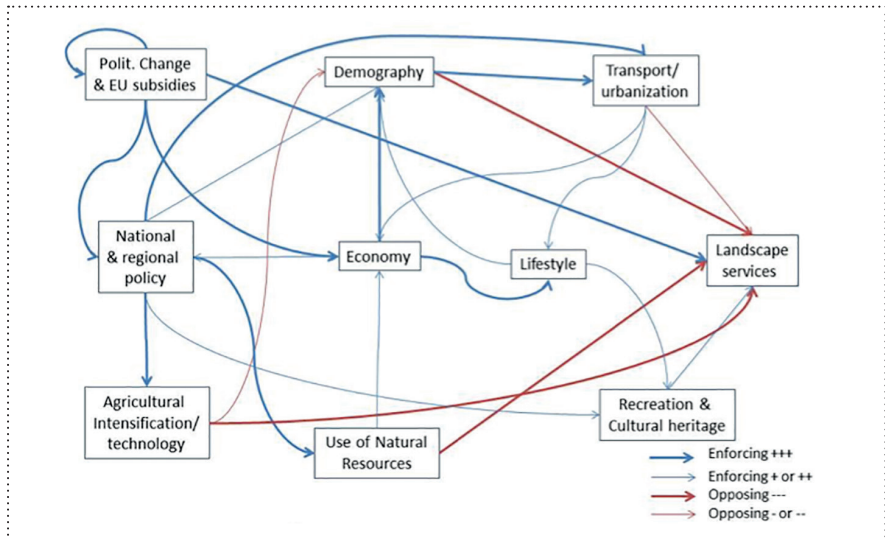 Polit. Change
& EU subsidies
Demography
Transport/
urbanization
National
& regional
policy
Economy
Lifestyle
Landscape
services
Agricultural
Intensification/
technology
Use of Natural
Resources
Recreation &
Cultural heritage
Enforcing +++
Enforcing + or ++
Opposing ---
Opposing - or --